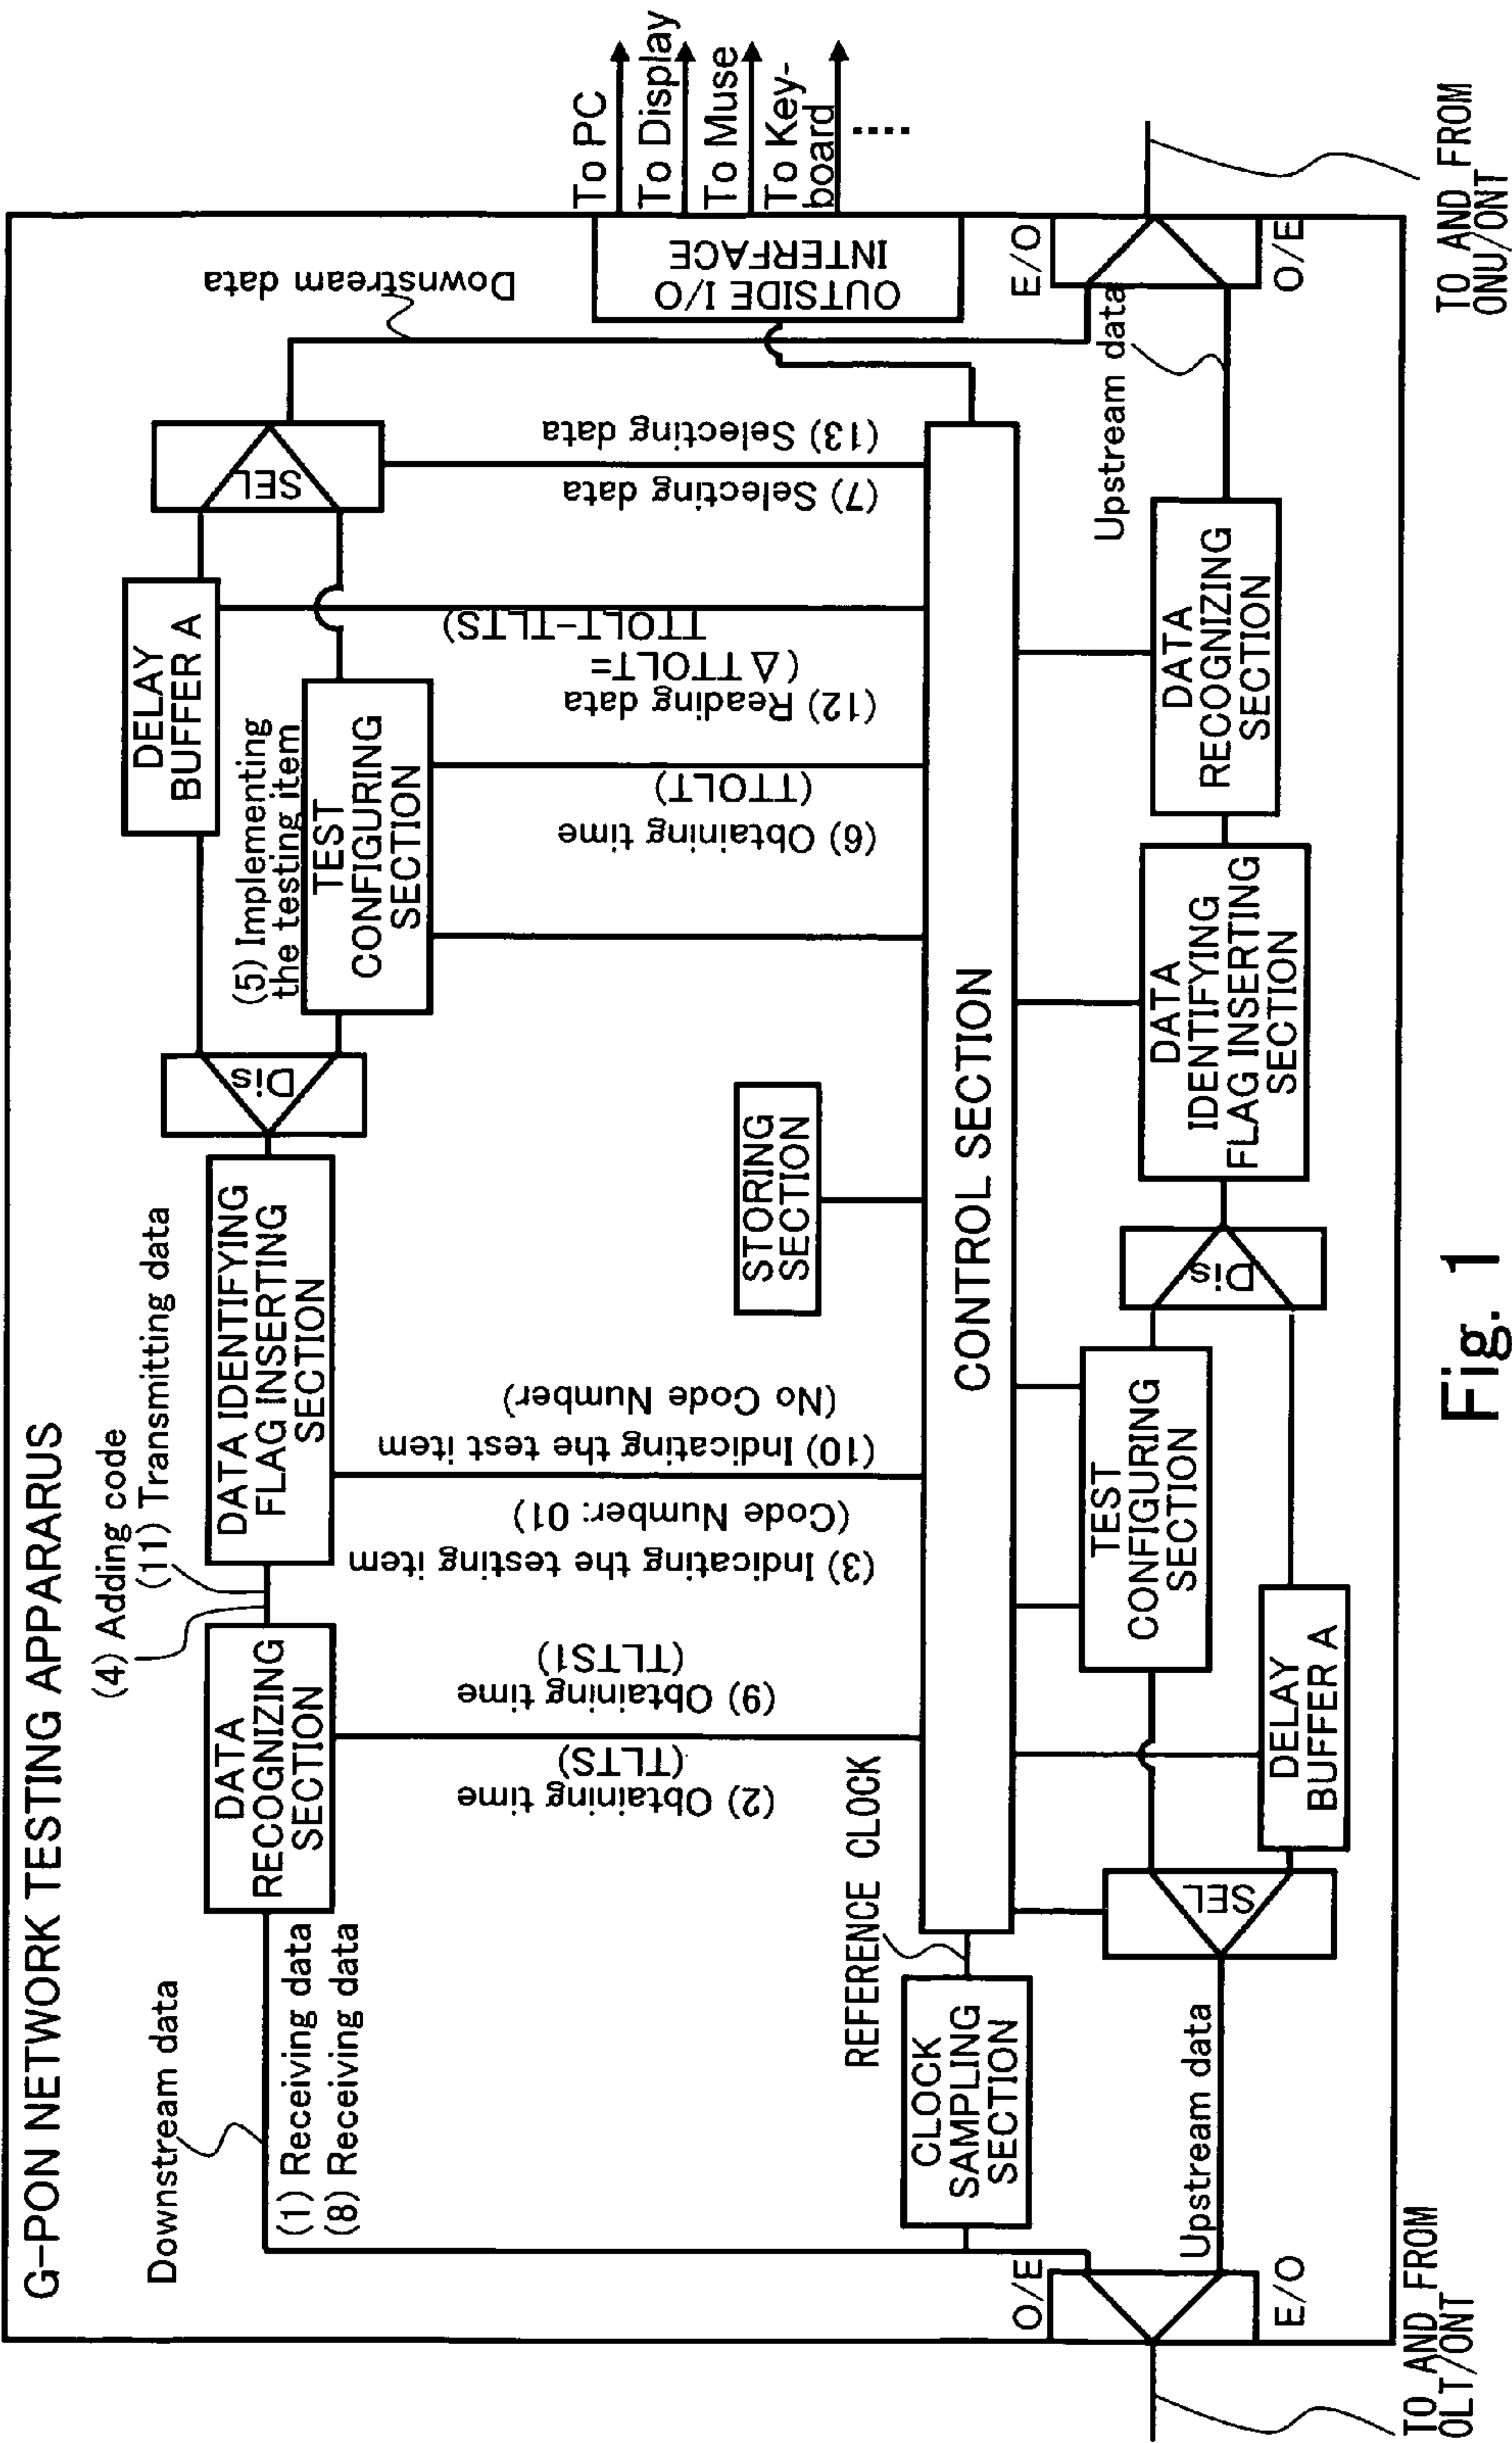 G-PON NETWORK TESTING APPARARUS
Downstream data
(1) Receiving data
(8) Receiving data
DATA
RECOGNIZING
SECTION
(4) Adding code
(11) Transmitting data
DATA IDENTIFYING
FLAG INSERTING
SECTION
Dis
(5) Implementing
the testing item
DELAY
BUFFER A
TEST
CONFIGURING
SECTION
SEL
Downstream data
(2) Obtaining time
(TLTS)
(9) Obtaining time
(TLTS1)
(3) Indicating the testing item
(Code Number: 01)
(10) Indicating the test item
(No Code Number)
STORING
SECTION
(6) Obtaining time
(TTOLT)
(12) Reading data
(ΔTTOLT=
TTOLT-TLTS)
(7) Selecting data
(13) Selecting data
OUTSIDE I/O
INTERFACE
To PC
To Display
To Muse
To Key-
board
....
REFERENCE CLOCK
CLOCK
SAMPLING
SECTION
CONTROL SECTION
O/E
E/O
TO AND FROM
OLT/ONT
Upstream data
SEL
TEST
CONFIGURING
SECTION
DELAY
BUFFER A
Dis
DATA
IDENTIFYING
FLAG INSERTING
SECTION
DATA
RECOGNIZING
SECTION
Upstream data
E/O
O/E
TO AND FROM
ONU/ONT
Fig. 1